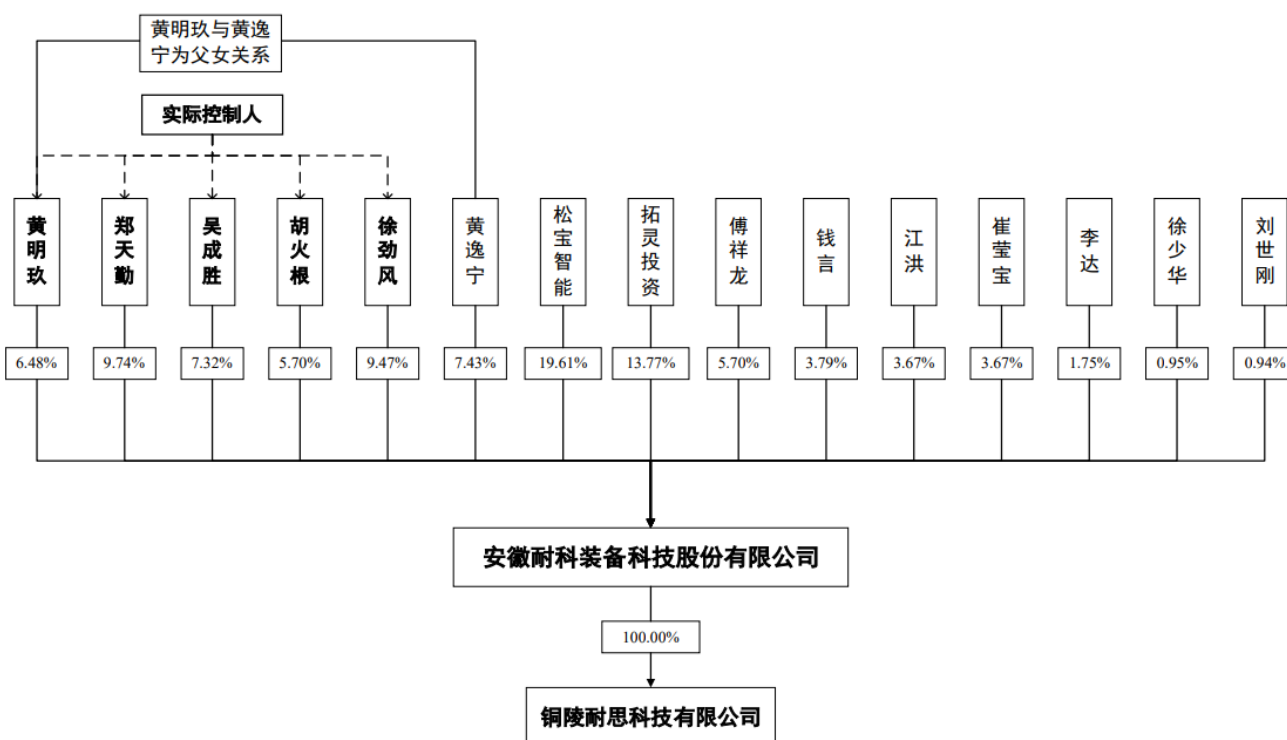 黄明玖与黄逸
宁为父女关系
实际控制人
黄明玖
郑天勤
吴成胜
胡火根
徐劲风
黄逸宁
松宝智能
拓灵投资
傅祥龙
钱言
江洪
崔莹宝
李达
徐少华
刘世刚
6.48%
9.74%
7.32%
5.70%
9.47%
7.43%
19.61%
13.77%
5.70%
3.79%
3.67%
3.67%
1.75%
0.95%
0.94%
安徽耐科装备科技股份有限公司
100.00%
铜陵耐思科技有限公司